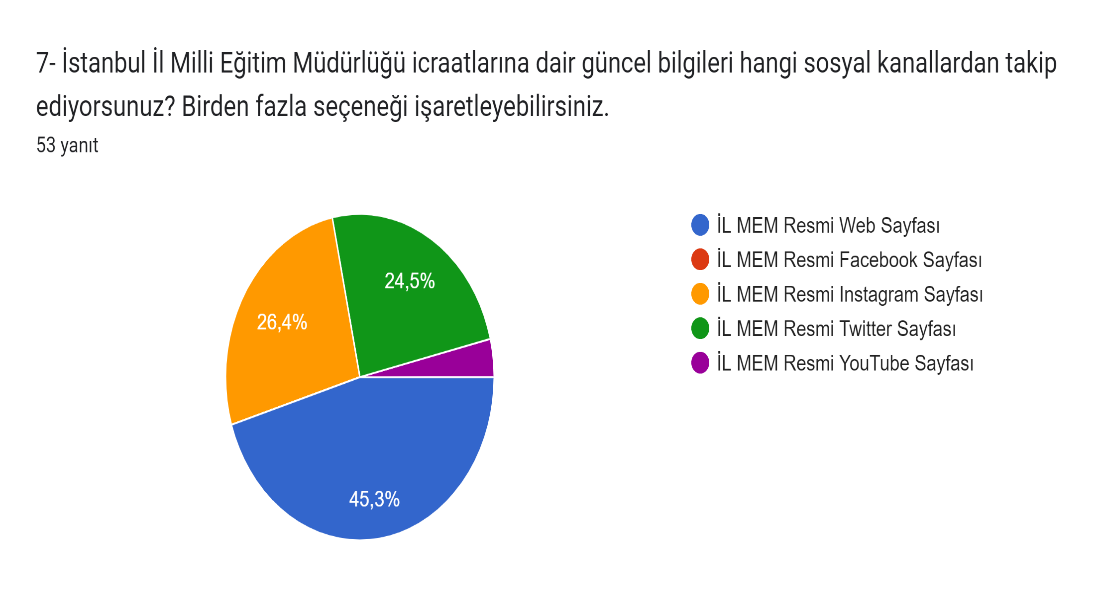 7- İstanbul İl Milli Eğitim Müdürlüğü icraatlarına dair güncel bilgileri hangi sosyal kanallardan takip
ediyorsunuz? Birden fazla seçeneği işaretleyebilirsiniz.
53 yanıt
24,5%
26,4%
45,3%
İL MEM Resmi Web Sayfası
İL MEM Resmi Facebook Sayfası
İL MEM Resmi Instagram Sayfası
İL MEM Resmi Twitter Sayfası
İL MEM Resmi YouTube Sayfası